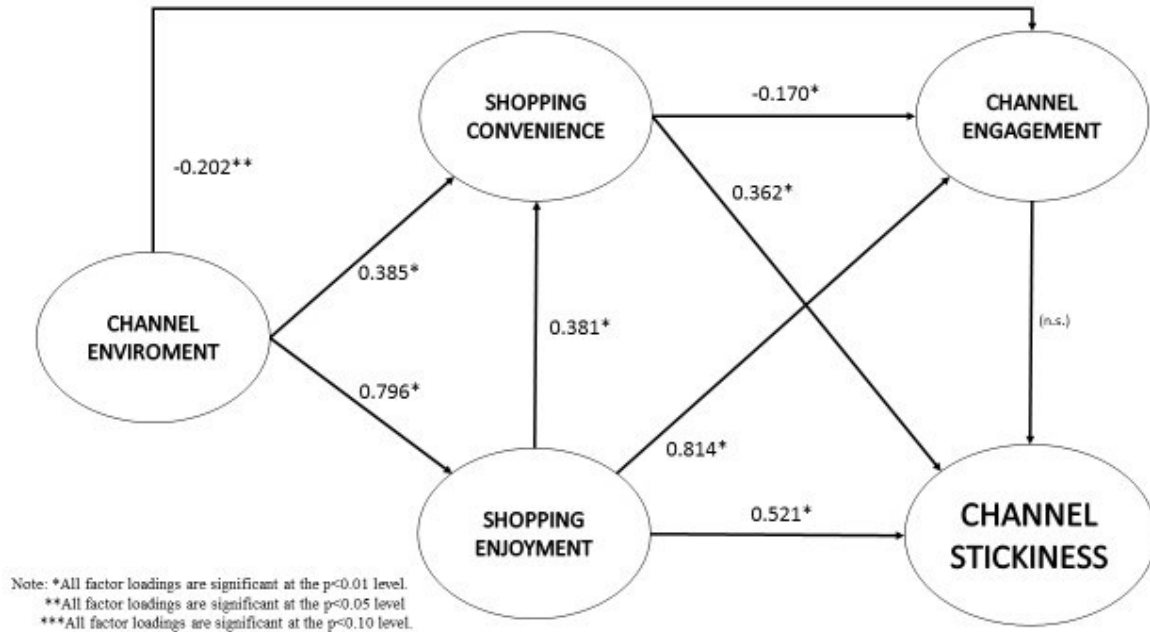 SHOPPING
CONVENIENCE
-0.170*
CHANNEL
ENGAGEMENT
-0.202**
0.362*
0.385*
CHANNEL
ENVIROMENT
0.381*
(n.s.)
0.796*
0.814*
SHOPPING
ENJOYMENT
0.521*
CHANNEL
STICKINESS
Note: *All factor loadings are significant at the p<0.01 level.
**All factor loadings are significant at the p<0.05 level
***All factor loadings are significant at the p<0.10 level.